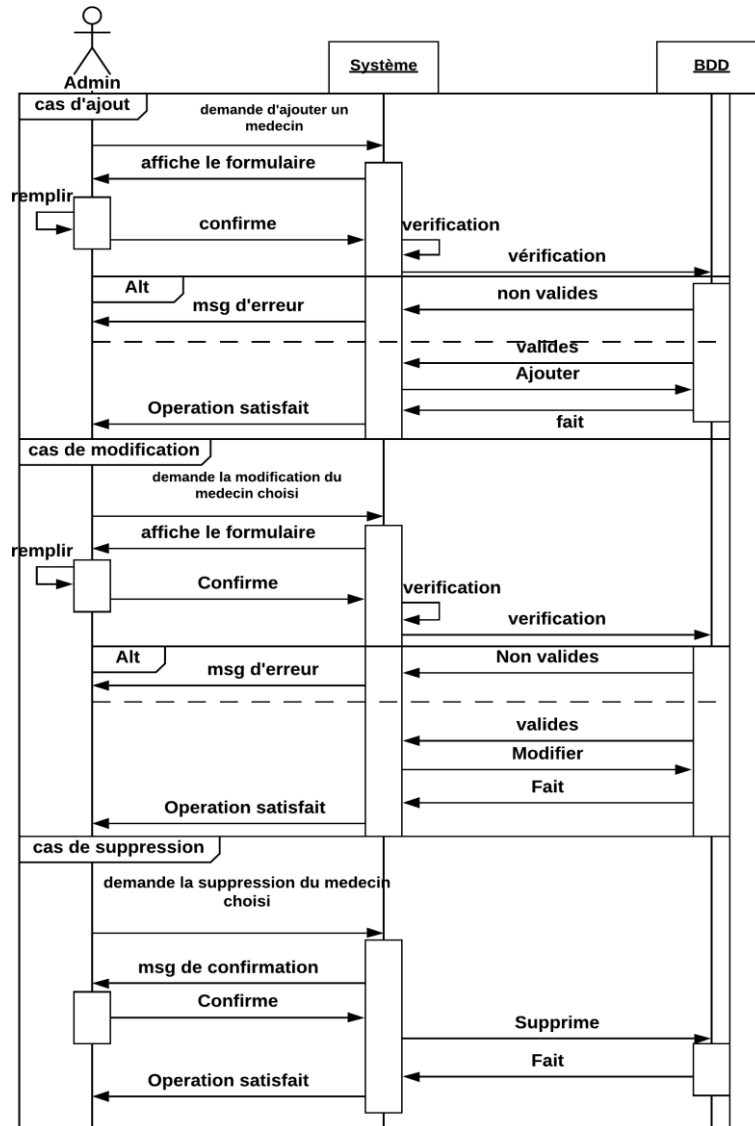 Admin
Système
BDD
cas d'ajout
demande d'ajouter un
medecin
affiche le formulaire
remplir
confirme
verification
vérification
Alt
non valides
msg d'erreur
valides
Ajouter
Operation satisfait
fait
cas de modification
demande la modification du
medecin choisi
affiche le formulaire
remplir
Confirme
verification
verification
Alt
Non valides
msg d'erreur
valides
Modifier
Fait
Operation satisfait
cas de suppression
demande la suppression du medecin
choisi
msg de confirmation
Confirme
Supprime
Fait
Operation satisfait